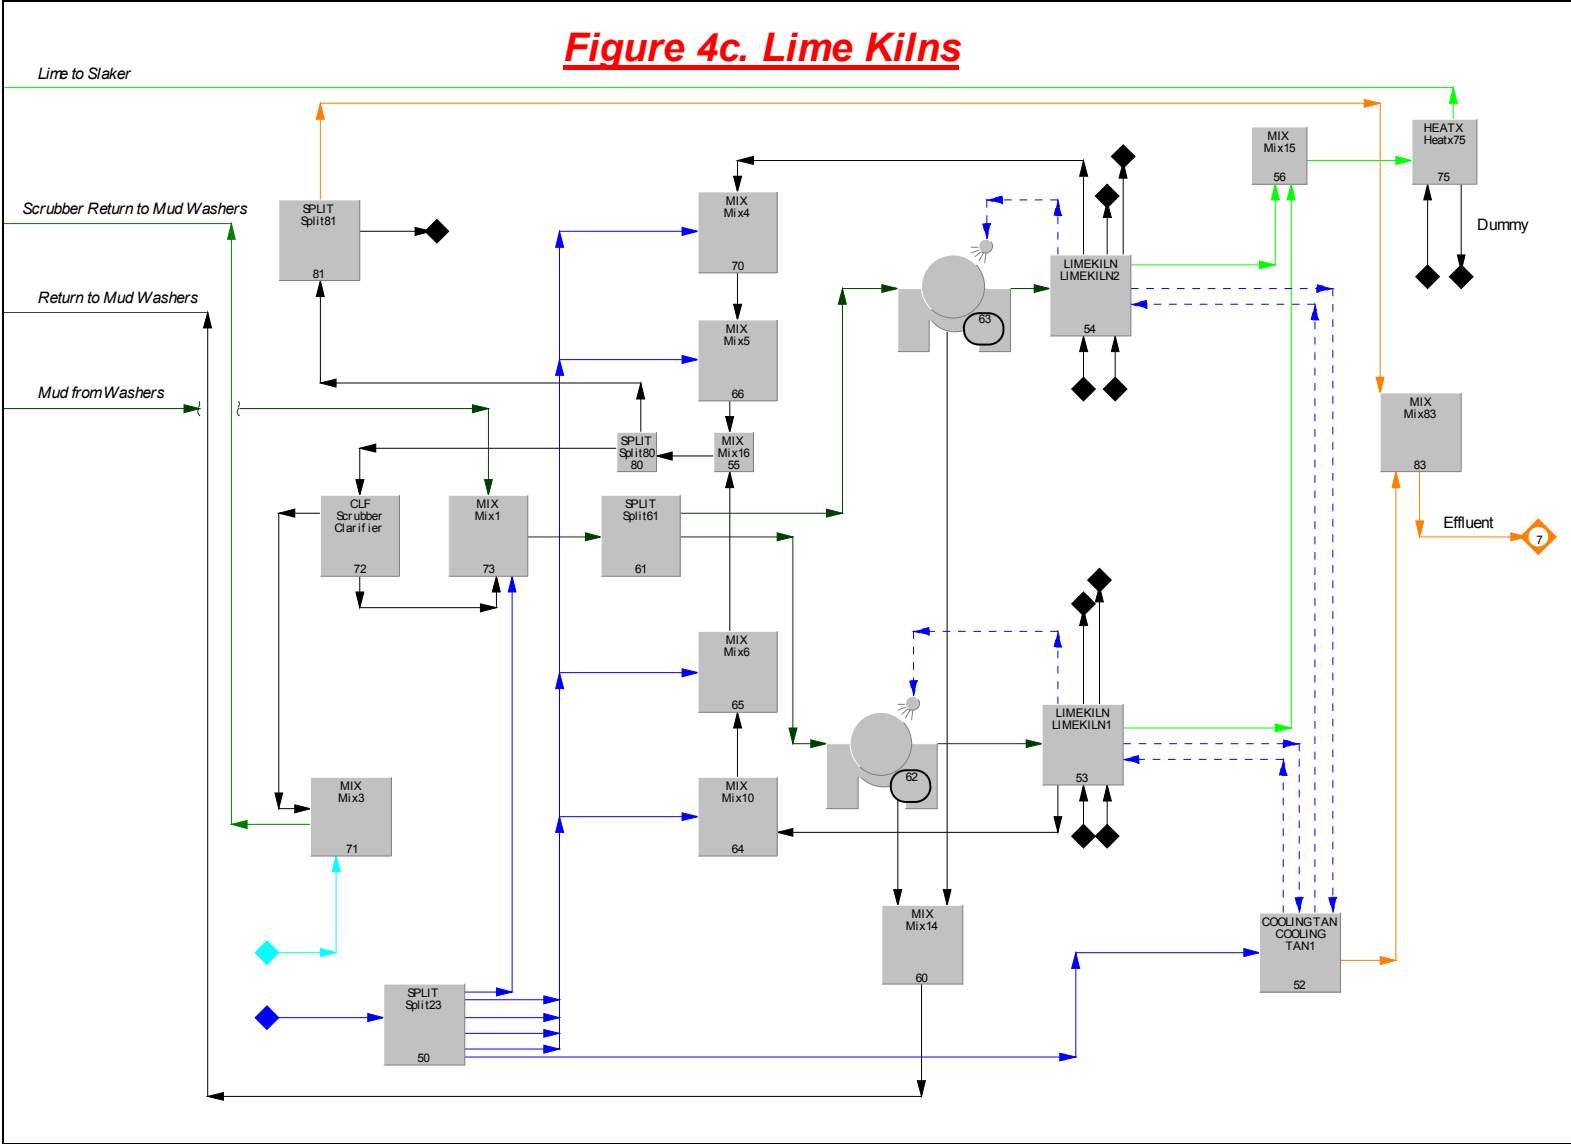 Figure 4c. Lime Kilns
Lime to Slaker
MIX
Mix15
56
HEATX
Heatx75
75
Scrubber Return to Mud Washers
SPLIT
Split81
81
MIX
Mix4
70
Dummy
LIMEKILN
LIMEKILN2
54
Return to Mud Washers
MIX
Mix5
66
63
Mud from Washers
MIX
Mix83
83
SPLIT
Split80
80
MIX
Mix16
55
CLF
Scrubber
Clarifier
72
MIX
Mix1
73
SPLIT
Split61
61
Effluent
7
MIX
Mix6
65
LIMEKILN
LIMEKILN1
53
MIX
Mix3
71
MIX
Mix10
64
62
MIX
Mix14
60
COOLINGTAN
COOLING
TAN1
52
SPLIT
Split23
50